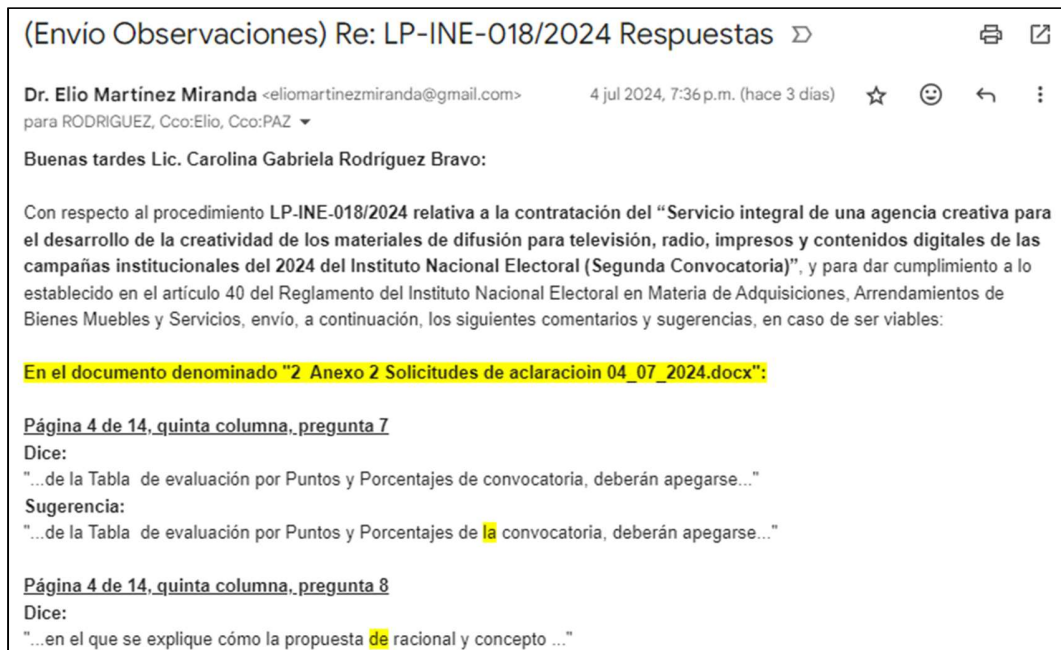 (Envío Observaciones) Re: LP-INE-018/2024 Respuestas
Dr. Elio Martínez Miranda <eliomartinezmiranda@gmail.com> 4 jul 2024, 7:36 p.m. (hace 3 días)
para RODRIGUEZ, Cco:Elio, Cco:PAZ
Buenas tardes Lic. Carolina Gabriela Rodríguez Bravo:
Con respecto al procedimiento LP-INE-018/2024 relativa a la contratación del “Servicio integral de una agencia creativa para
el desarrollo de la creatividad de los materiales de difusión para televisión, radio, impresos y contenidos digitales de las
campañas institucionales del 2024 del Instituto Nacional Electoral (Segunda Convocatoria)”, y para dar cumplimiento a lo
establecido en el artículo 40 del Reglamento del Instituto Nacional Electoral en Materia de Adquisiciones, Arrendamientos de
Bienes Muebles y Servicios, envío, a continuación, los siguientes comentarios y sugerencias, en caso de ser viables:
En el documento denominado "2 Anexo 2 Solicitudes de aclaracioin 04_07_2024.docx":
Página 4 de 14, quinta columna, pregunta 7
Dice:
"...de la Tabla de evaluación por Puntos y Porcentajes de convocatoria, deberán apegarse..."
Sugerencia:
"...de la Tabla de evaluación por Puntos y Porcentajes de la convocatoria, deberán apegarse..."
Página 4 de 14, quinta columna, pregunta 8
Dice:
"...en el que se explique cómo la propuesta de racional y concepto ..."